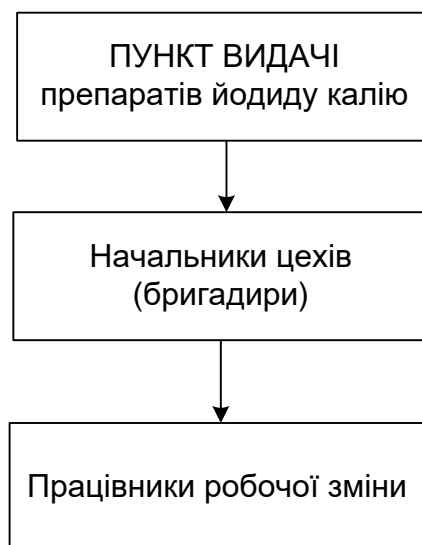 ПУНКТ ВИДАЧІ
препаратів йодиду калію
Начальники цехів
(бригадири)
Працівники робочої зміни